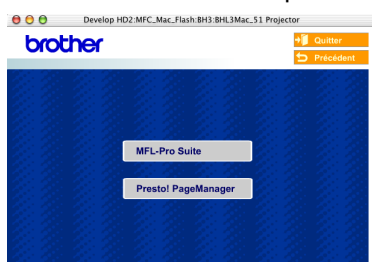 Develop HD2:MFC_Mac_Flash:BH3:BHL3Mac_51 Projector
brother
Quitter
Précédent
MFL-Pro Suite
Presto! PageManager